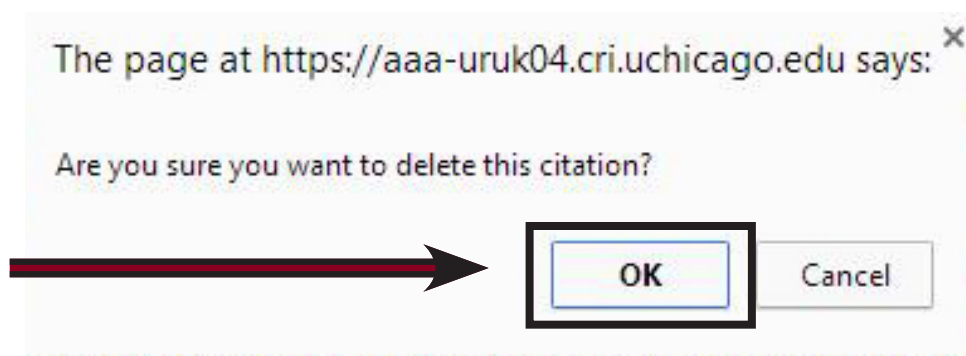 The page at https://aaa-uruk04.cri.uchicago.edu says:
Are you sure you want to delete this citation?
OK Cancel